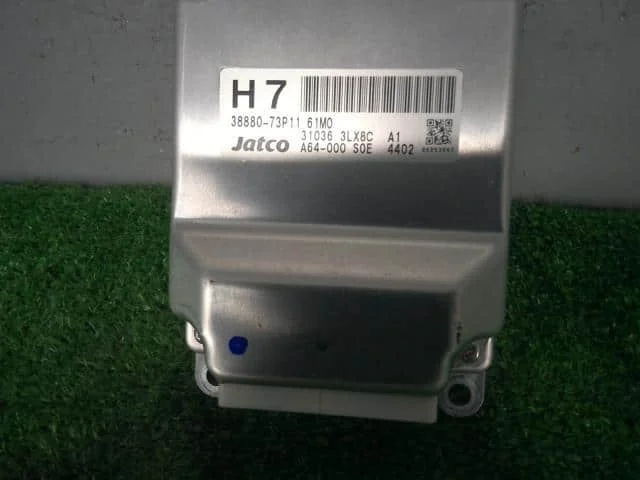 H7
38880-73P11 61M0
31036 3LX8C A1
Jatco A64-000 S0E 4402